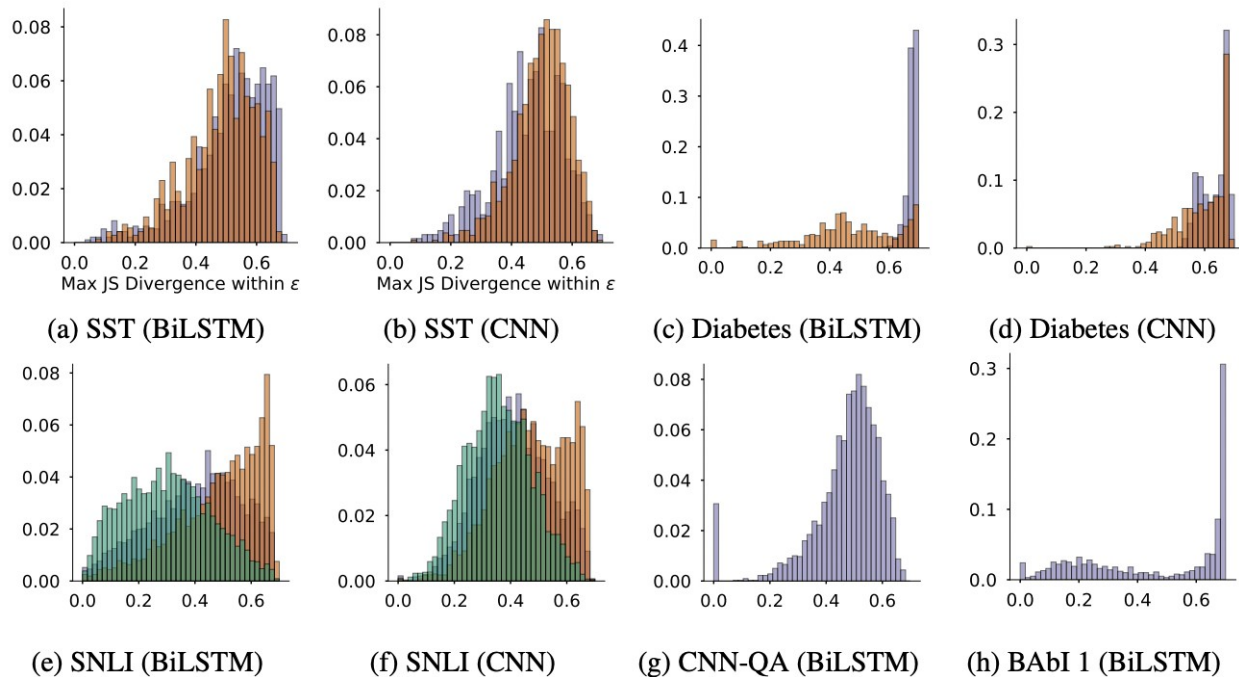 0.08
0.06
0.04
0.02
0.00
0.0 0.2 0.4 0.6
Max JS Divergence within ε
(a) SST (BiLSTM)
0.08
0.06
0.04
0.02
0.00
0.0 0.2 0.4 0.6
Max JS Divergence within ε
(b) SST (CNN)
0.4
0.3
0.2
0.1
0.0
0.0 0.2 0.4 0.6
(c) Diabetes (BiLSTM)
0.3
0.2
0.1
0.0
0.0 0.2 0.4 0.6
(d) Diabetes (CNN)
0.08
0.06
0.04
0.02
0.00
0.0 0.2 0.4 0.6
(e) SNLI (BiLSTM)
0.06
0.04
0.02
0.00
0.0 0.2 0.4 0.6
(f) SNLI (CNN)
0.08
0.06
0.04
0.02
0.00
0.0 0.2 0.4 0.6
(g) CNN-QA (BiLSTM)
0.3
0.2
0.1
0.0
0.0 0.2 0.4 0.6
(h) BAbI 1 (BiLSTM)